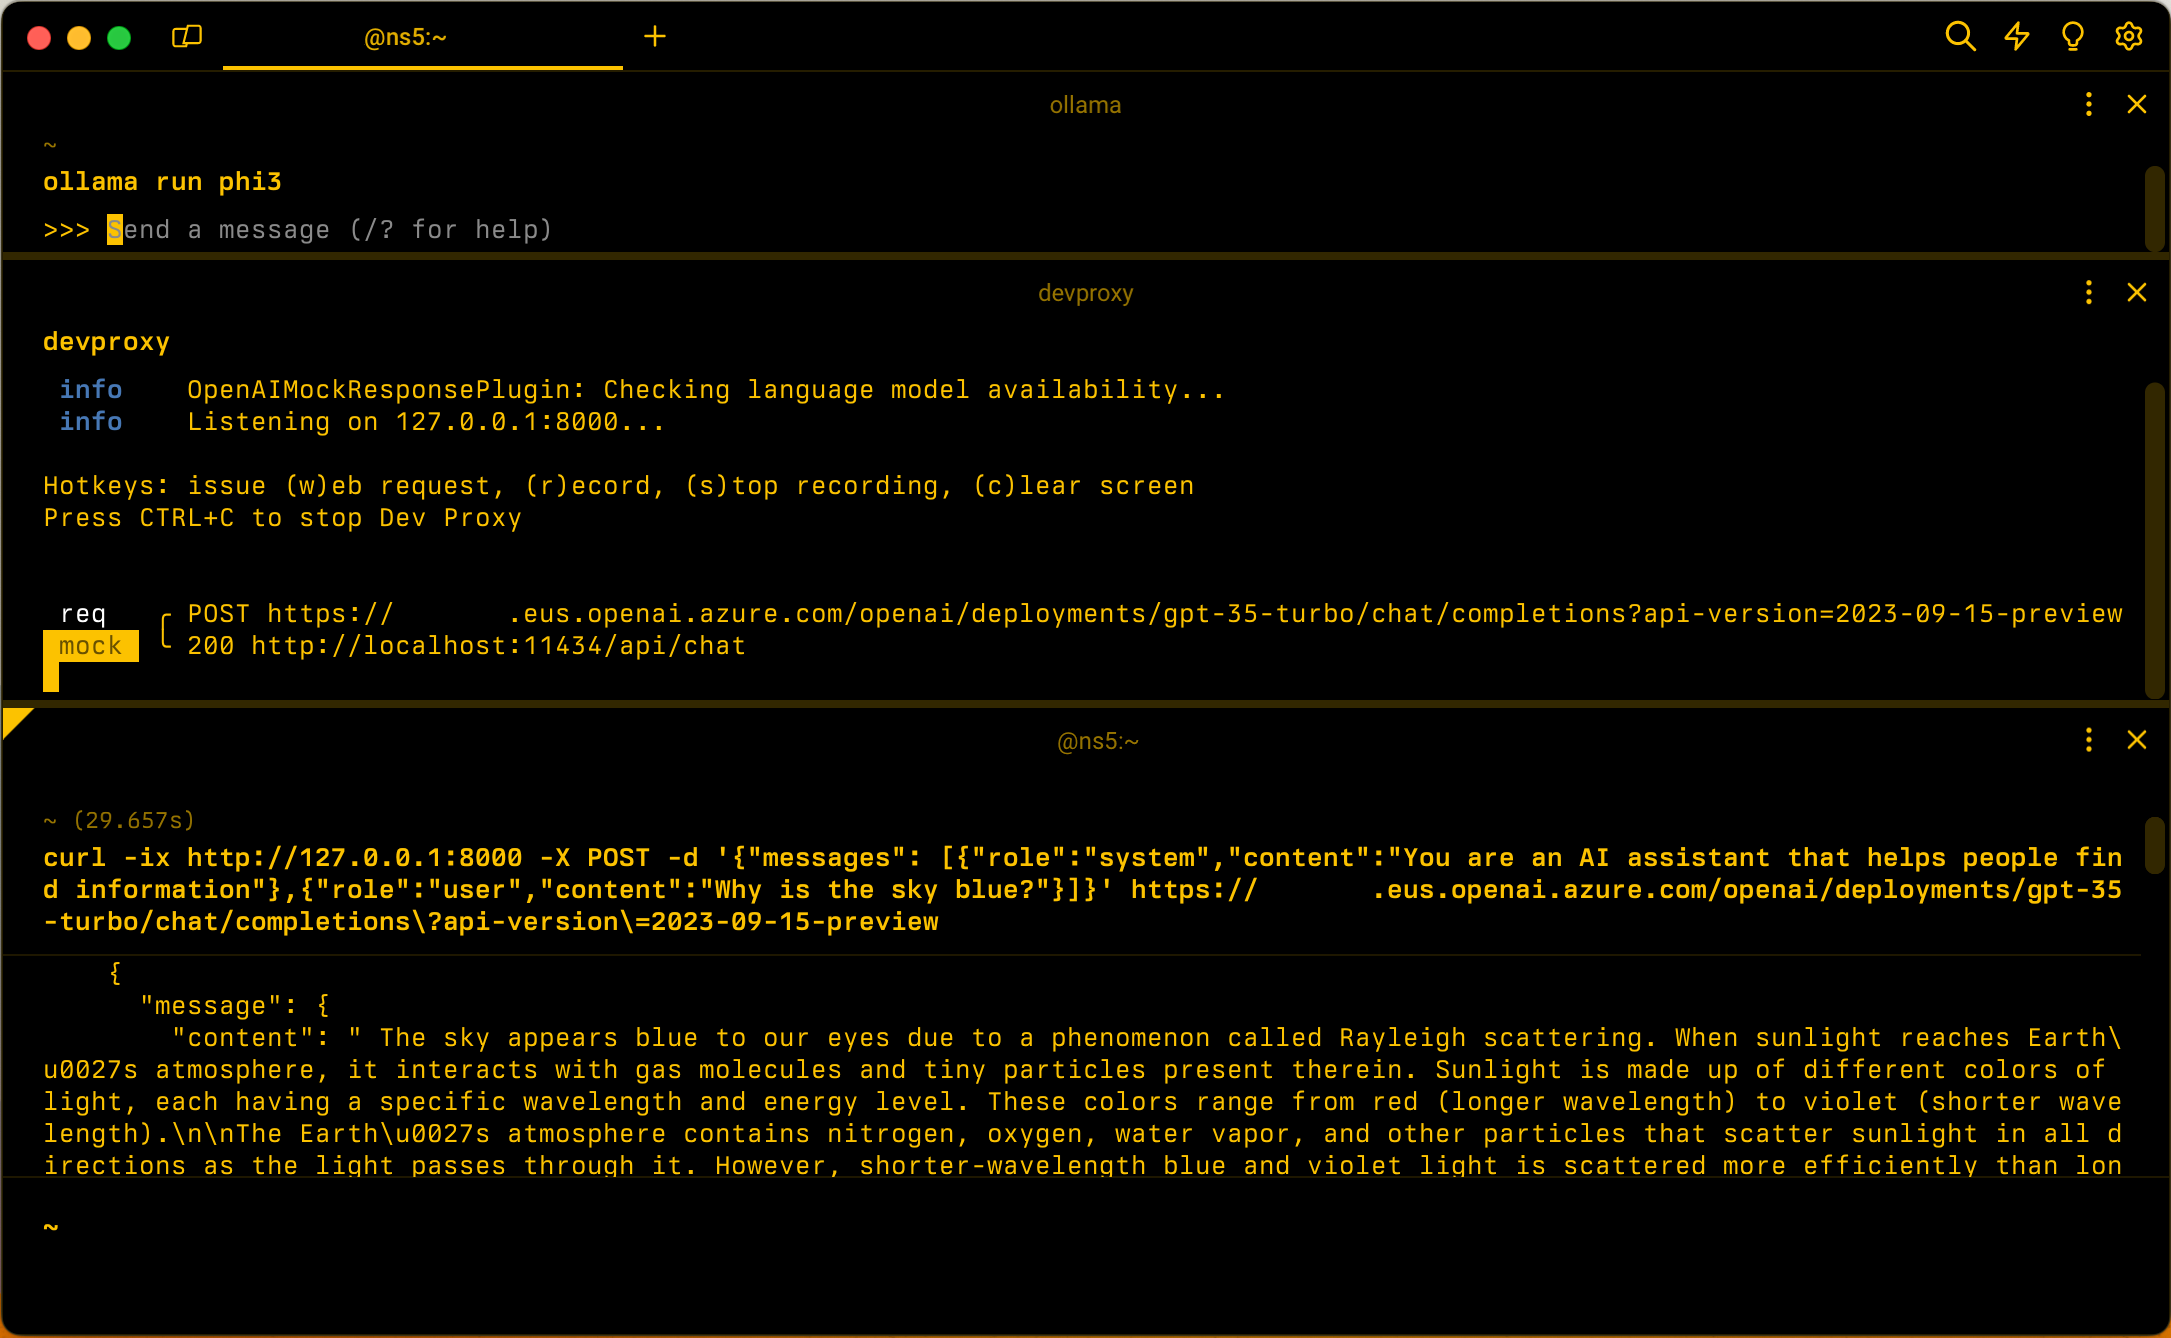 @ns5:~
ollama
~
ollama run phi3
>>> Send a message (/? for help)
devproxy
devproxy
info    OpenAIMockResponsePlugin: Checking language model availability...
info    Listening on 127.0.0.1:8000...
Hotkeys: issue (w)eb request, (r)ecord, (s)top recording, (c)lear screen
Press CTRL+C to stop Dev Proxy
req    POST https://       .eus.openai.azure.com/openai/deployments/gpt-35-turbo/chat/completions?api-version=2023-09-15-preview
mock    200 http://localhost:11434/api/chat
@ns5:~
~ (29.657s)
curl -ix http://127.0.0.1:8000 -X POST -d '{"messages": [{"role":"system","content":"You are an AI assistant that helps people fin
d information"},{"role":"user","content":"Why is the sky blue?"}]}' https://       .eus.openai.azure.com/openai/deployments/gpt-35
-turbo/chat/completions\?api-version\=2023-09-15-preview
{
"message": {
"content": " The sky appears blue to our eyes due to a phenomenon called Rayleigh scattering. When sunlight reaches Earth\
u0027s atmosphere, it interacts with gas molecules and tiny particles present therein. Sunlight is made up of different colors of
light, each having a specific wavelength and energy level. These colors range from red (longer wavelength) to violet (shorter wave
length).\n\nThe Earth\u0027s atmosphere contains nitrogen, oxygen, water vapor, and other particles that scatter sunlight in all d
irections as the light passes through it. However, shorter-wavelength blue and violet light is scattered more efficiently than lon
~